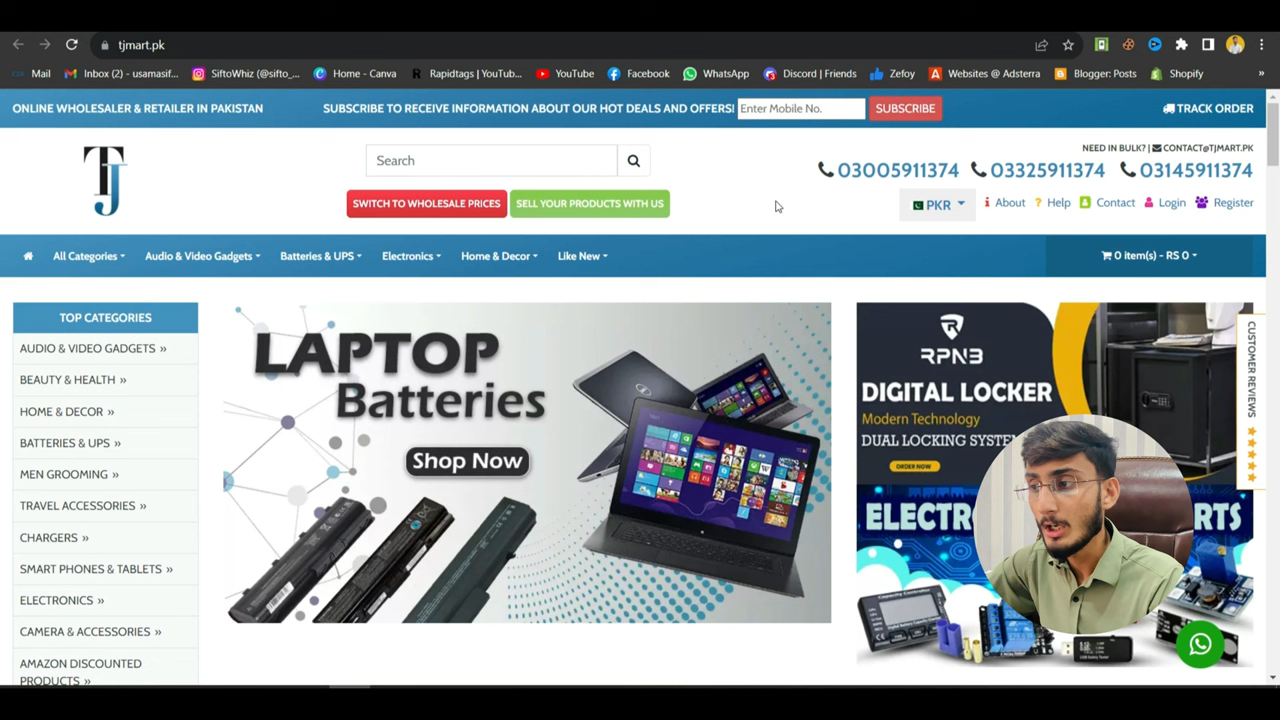 tjmart.pk
Mail
Inbox (2) - usamasif...
SiftoWhiz (@sifto_...
Home - Canva
Rapidtags | YouTub...
YouTube
Facebook
WhatsApp
Discord | Friends
Zefoy
Websites @ Adsterra
Blogger: Posts
Shopify
»
ONLINE WHOLESALER & RETAILER IN PAKISTAN
SUBSCRIBE TO RECEIVE INFORMATION ABOUT OUR HOT DEALS AND OFFERS!
Enter Mobile No.
SUBSCRIBE
TRACK ORDER
TJ
Search
NEED IN BULK? | CONTACT@TJMART.PK
03005911374
03325911374
03145911374
SWITCH TO WHOLESALE PRICES
SELL YOUR PRODUCTS WITH US
PKR
About
Help
Contact
Login
Register
All Categories
Audio & Video Gadgets
Batteries & UPS
Electronics
Home & Decor
Like New
0 item(s) - RS 0
TOP CATEGORIES
AUDIO & VIDEO GADGETS »
BEAUTY & HEALTH »
HOME & DECOR »
BATTERIES & UPS »
MEN GROOMING »
TRAVEL ACCESSORIES »
CHARGERS »
SMART PHONES & TABLETS »
ELECTRONICS »
CAMERA & ACCESSORIES »
AMAZON DISCOUNTED
PRODUCTS »
LAPTOP
Batteries
Shop Now
RPNB
DIGITAL LOCKER
Modern Technology
DUAL LOCKING SYSTEM
ORDER NOW
CUSTOMER REVIEWS